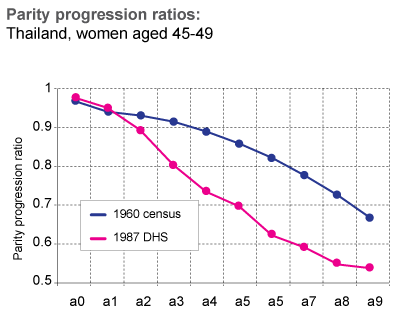 Parity progression ratios:
Thailand, women aged 45-49
Parity progression ratio
1
0.9
0.8
0.7
0.6
0.5
1960 census
1987 DHS
a0 a1 a2 a3 a4 a5 a5 a7 a8 a9